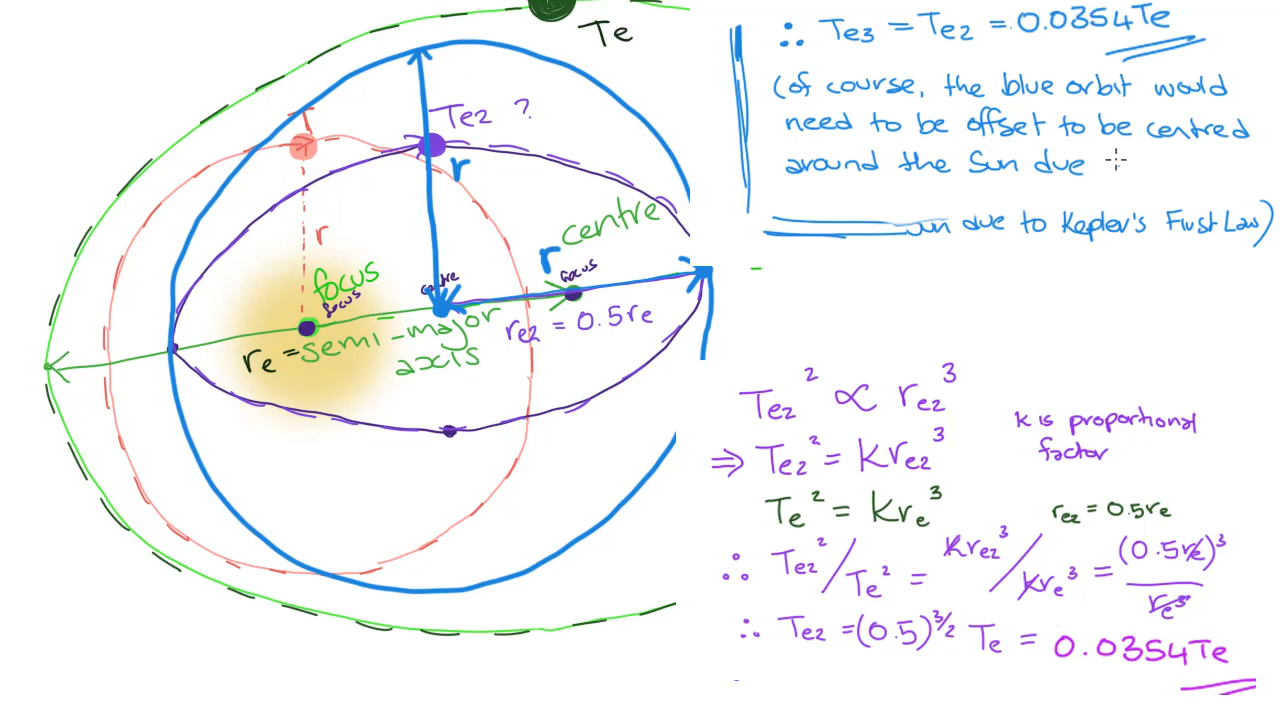 Te
∴ Te3 = Te2 = 0.0354Te
(of course, the blue orbit would
need to be offset to be centred
around the Sun due
un due to Kepler's First Law)
Te2 ?
r
r
centre
r
focus
focus
centre
focus
re2 = 0.5re
re = semi-major
axis
Te2² ∝ re2³
k is proportional
factor
⇒ Te2² = Kre2³
Te² = Kre³
re2 = 0.5re
∴ Te2²/Te² = Kre2³/Kre³ = (0.5re)³/re³
∴ Te2 = (0.5)^3/2 Te = 0.0354Te